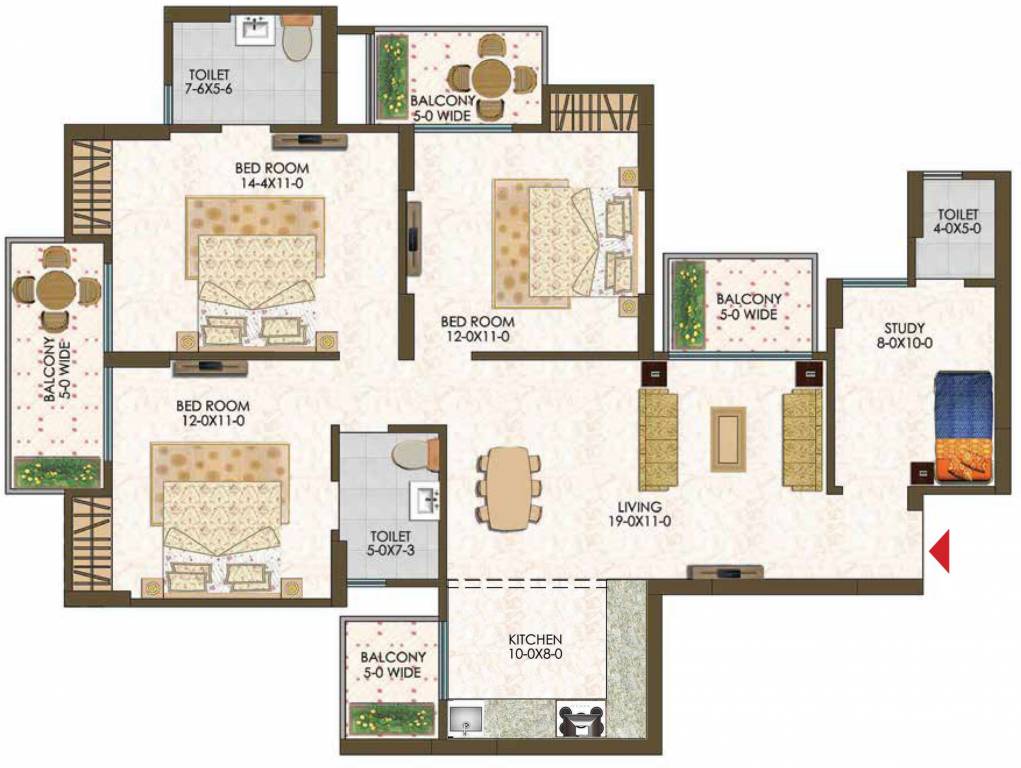 TOILET
7-6X5-6
BALCONY
5-0 WIDE
BED ROOM
14-4X11-0
TOILET
4-0X5-0
BALCONY
5-0 WIDE
BED ROOM
12-0X11-0
STUDY
8-0X10-0
BALCONY
5-0 WIDE
BED ROOM
12-0X11-0
LIVING
19-0X11-0
TOILET
5-0X7-3
KITCHEN
10-0X8-0
BALCONY
5-0 WIDE